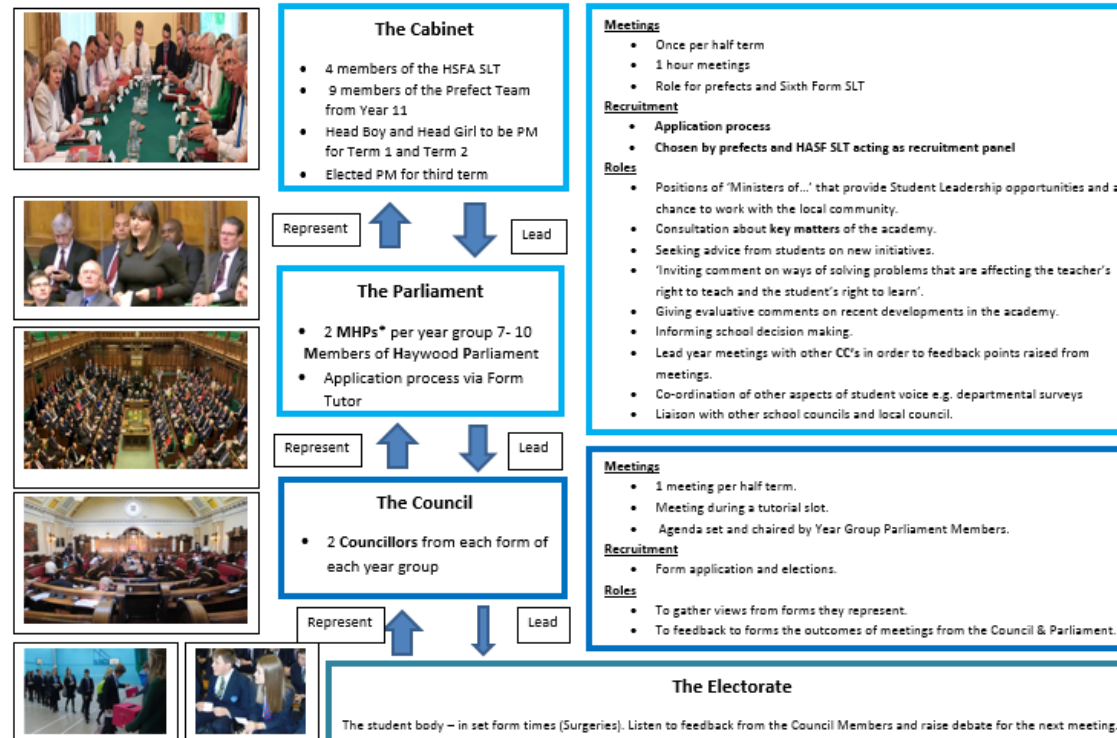 The Cabinet
• 4 members of the HSFA SLT
• 9 members of the Prefect Team
from Year 11
• Head Boy and Head Girl to be PM
for Term 1 and Term 2
• Elected PM for third term
Represent
Lead
The Parliament
• 2 MHPs* per year group 7- 10
Members of Haywood Parliament
• Application process via Form
Tutor
Represent
Lead
The Council
• 2 Councillors from each form of
each year group
Represent
Lead
Meetings
• Once per half term
• 1 hour meetings
• Role for prefects and Sixth Form SLT
Recruitment
• Application process
• Chosen by prefects and HASF SLT acting as recruitment panel
Roles
• Positions of ‘Ministers of…’ that provide Student Leadership opportunities and a
chance to work with the local community.
• Consultation about key matters of the academy.
• Seeking advice from students on new initiatives.
• ‘Inviting comment on ways of solving problems that are affecting the teacher’s
right to teach and the student’s right to learn’.
• Giving evaluative comments on recent developments in the academy.
• Informing school decision making.
• Lead year meetings with other CC’s in order to feedback points raised from
meetings.
• Co-ordination of other aspects of student voice e.g. departmental surveys
• Liaison with other school councils and local council.
Meetings
• 1 meeting per half term.
• Meeting during a tutorial slot.
• Agenda set and chaired by Year Group Parliament Members.
Recruitment
• Form application and elections.
Roles
• To gather views from forms they represent.
• To feedback to forms the outcomes of meetings from the Council & Parliament.
The Electorate
The student body – in set form times (Surgeries). Listen to feedback from the Council Members and raise debate for the next meeting.